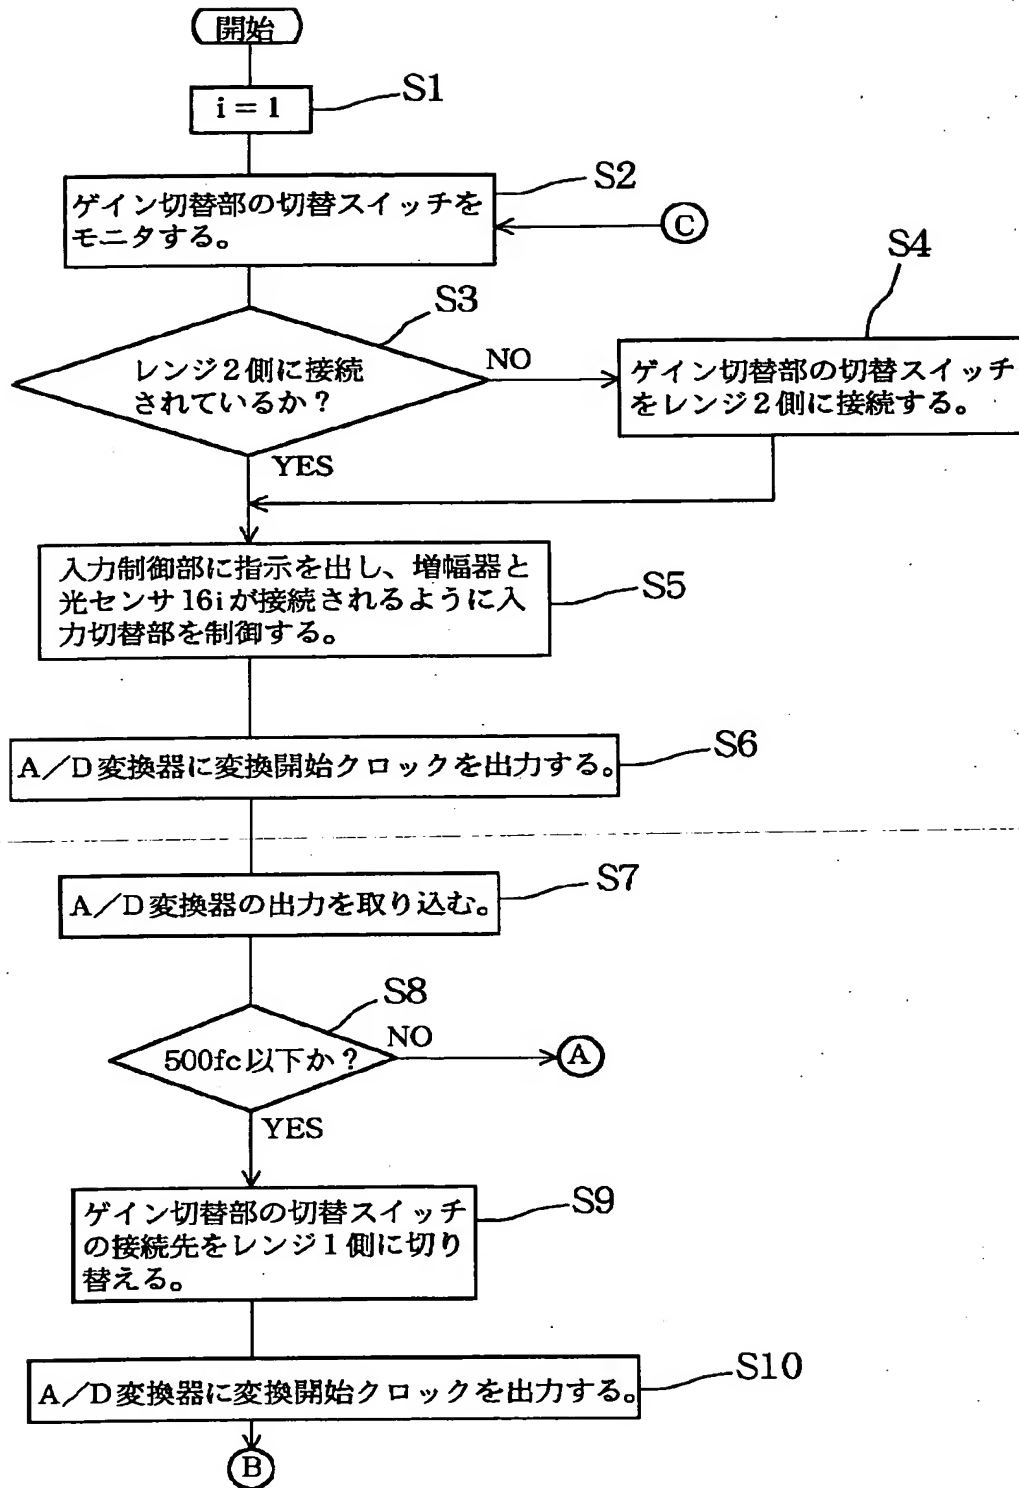 開始
i = 1
S1
ゲイン切替部の切替スイッチを
モニタする。
S2
C
レンジ2側に接続
されているか？
S3
NO
YES
ゲイン切替部の切替スイッチ
をレンジ2側に接続する。
S4
入力制御部に指示を出し、増幅器と
光センサ16iが接続されるように入
力切替部を制御する。
S5
A／D変換器に変換開始クロックを出力する。
S6
A／D変換器の出力を取り込む。
S7
500fc以下か？
S8
NO
A
YES
ゲイン切替部の切替スイッチ
の接続先をレンジ1側に切り
替える。
S9
A／D変換器に変換開始クロックを出力する。
S10
B